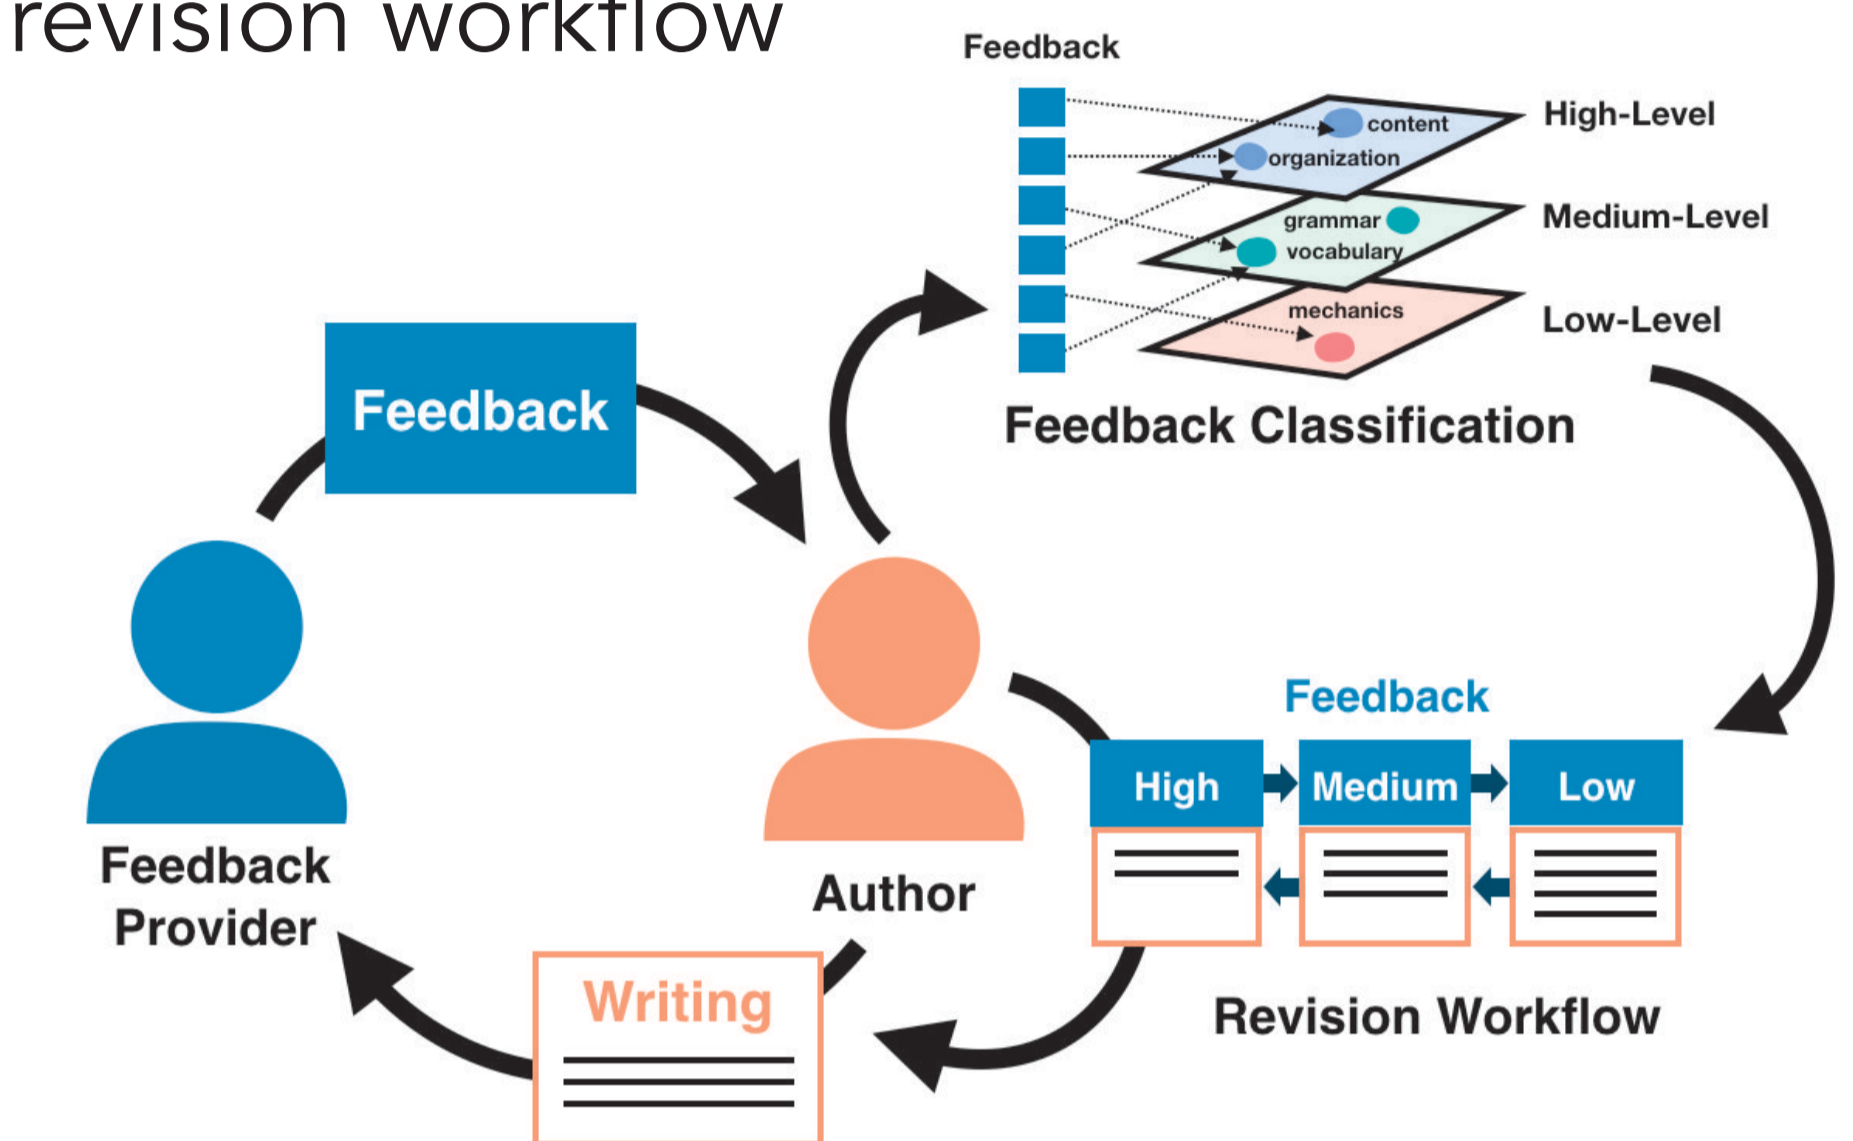 revision workflow
Feedback
content
organization
High-Level
grammar
vocabulary
Medium-Level
mechanics
Low-Level
Feedback Classification
Feedback
Feedback
Provider
Author
Writing
Feedback
High
Medium
Low
Revision Workflow